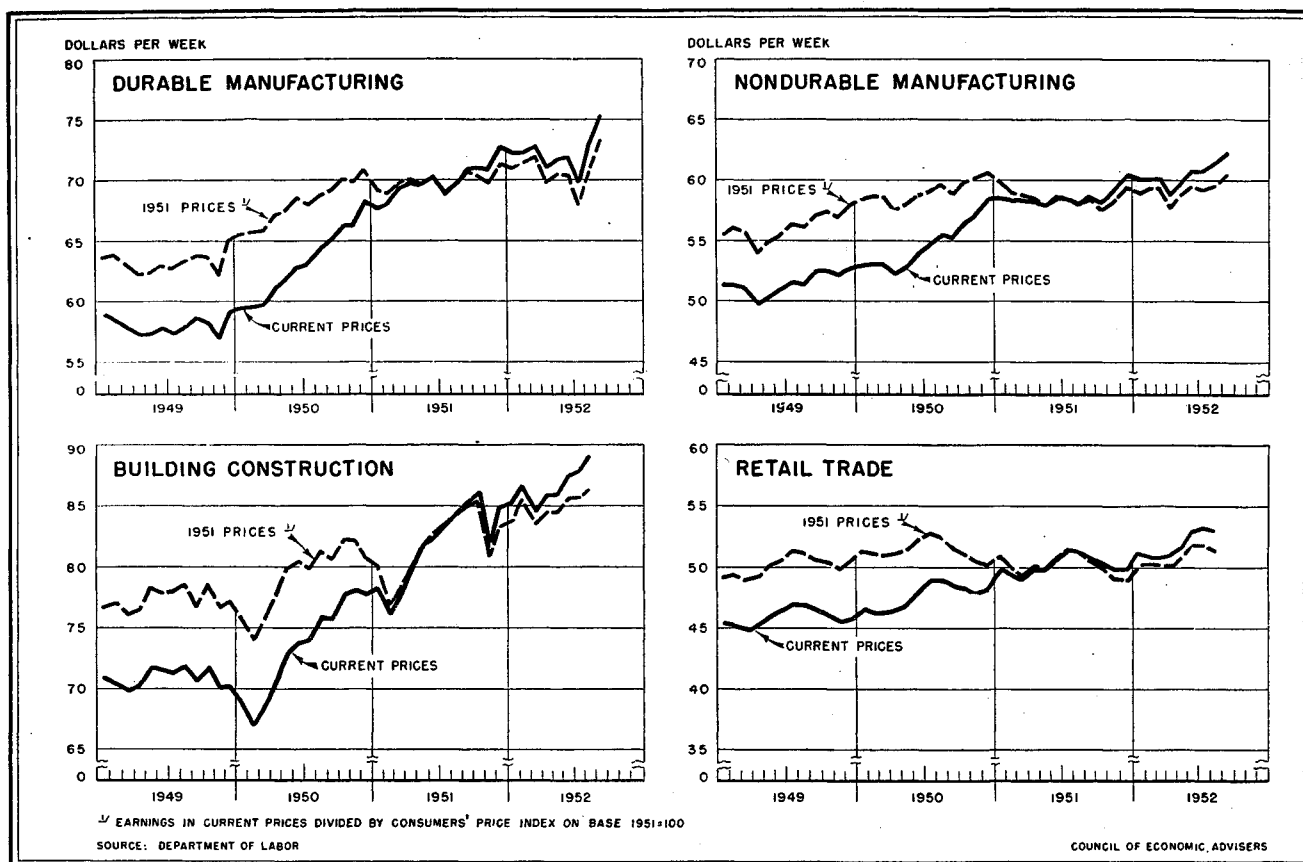 DOLLARS PER WEEK
80
DURABLE MANUFACTURING
75
70
1951 PRICES 1/
65
60
CURRENT PRICES
55
0
1949 1950 1951 1952
DOLLARS PER WEEK
70
NONDURABLE MANUFACTURING
65
60
1951 PRICES 1/
55
CURRENT PRICES
50
45
0
1949 1950 1951 1952
90
BUILDING CONSTRUCTION
85
1951 PRICES 1/
80
75
CURRENT PRICES
70
65
0
1949 1950 1951 1952
60
RETAIL TRADE
55
1951 PRICES 1/
50
45
CURRENT PRICES
40
35
0
1949 1950 1951 1952
1/ EARNINGS IN CURRENT PRICES DIVIDED BY CONSUMERS' PRICE INDEX ON BASE 1951=100
SOURCE: DEPARTMENT OF LABOR
COUNCIL OF ECONOMIC ADVISERS